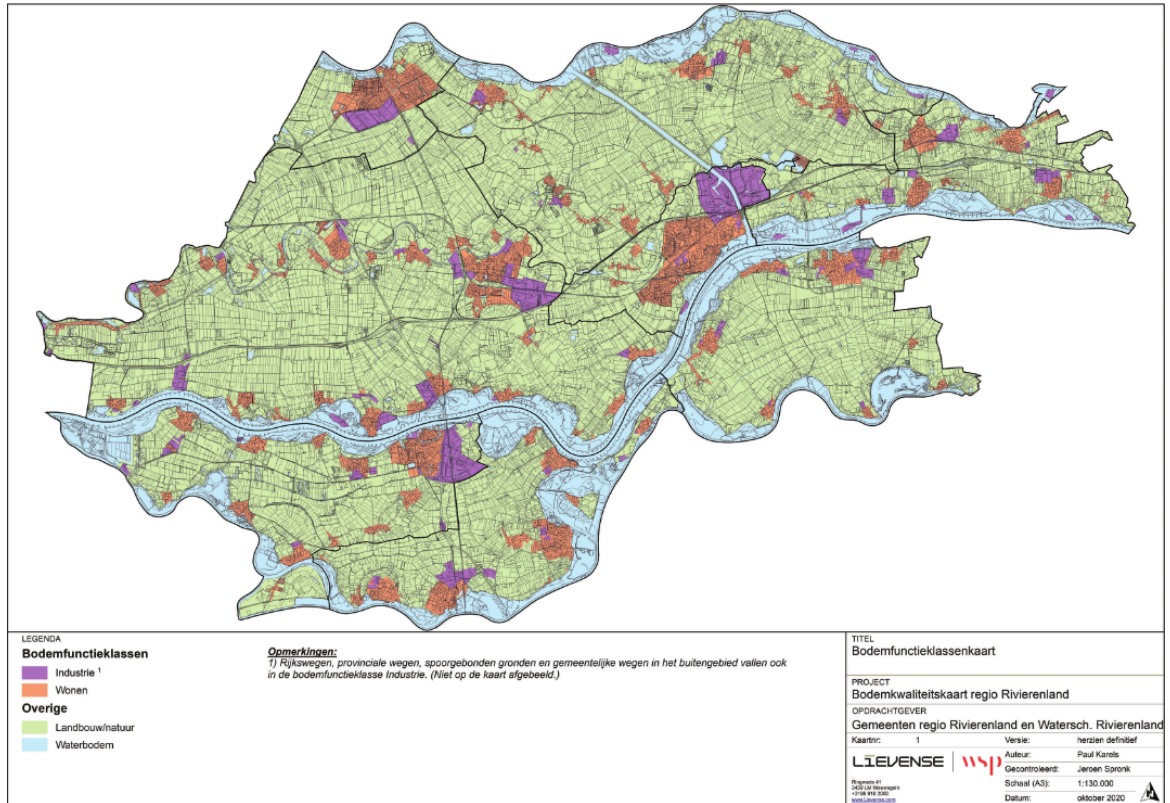 LEGENDA
Bodemfunctieklassen
Industrie ¹
Wonen
Overige
Landbouw/natuur
Waterbodem
Opmerkingen:
1) Rijkswegen, provinciale wegen, spoorgebonden gronden en gemeentelijke wegen in het buitengebied vallen ook
in de bodemfunctieklasse Industrie. (Niet op de kaart afgebeeld.)
TITEL
Bodemfunctieklassenkaart
PROJECT
Bodemkwaliteitskaart regio Rivierenland
OPDRACHTGEVER
Gemeenten regio Rivierenland en Watersch. Rivierenland
Kaartnr: 1
Versie: herzien definitief
LIEVENSE | wsp
Auteur: Paul Karels
Gecontroleerd: Jeroen Spronk
Schaal (A3): 1:130.000
Datum: oktober 2020
www.Lievense.com